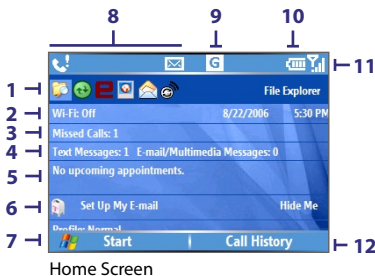 8 9 10
G
11
1 File Explorer
2 Wi-Fi: Off 8/22/2006 5:30 PM
3 Missed Calls: 1
4 Text Messages: 1 E-mail/Multimedia Messages: 0
5 No upcoming appointments.
6 Set Up My E-mail Hide Me
Profile: Normal
7 Start Call History 12
Home Screen